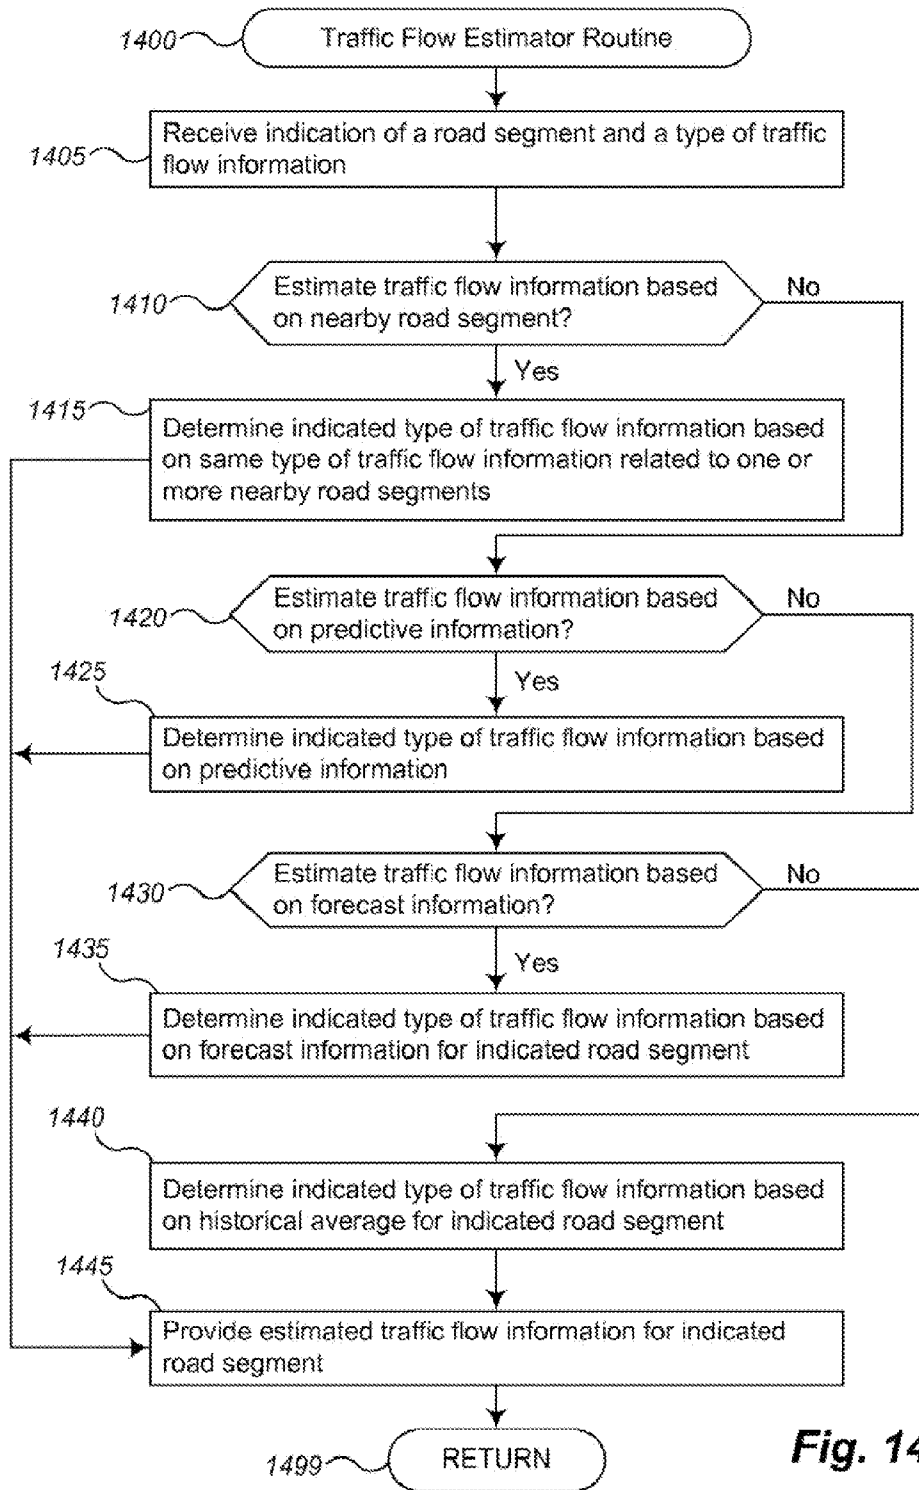 1400
Traffic Flow Estimator Routine
1405
Receive indication of a road segment and a type of traffic
flow information
1410
Estimate traffic flow information based
on nearby road segment?
No
Yes
1415
Determine indicated type of traffic flow information based
on same type of traffic flow information related to one or
more nearby road segments
1420
Estimate traffic flow information based
on predictive information?
No
Yes
1425
Determine indicated type of traffic flow information based
on predictive information
1430
Estimate traffic flow information based
on forecast information?
No
Yes
1435
Determine indicated type of traffic flow information based
on forecast information for indicated road segment
1440
Determine indicated type of traffic flow information based
on historical average for indicated road segment
1445
Provide estimated traffic flow information for indicated
road segment
1499
RETURN
Fig. 14